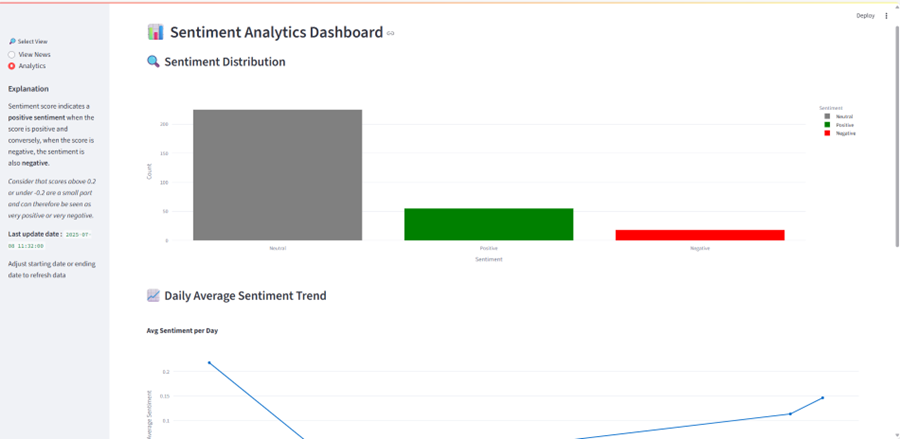 Deploy
📊 Sentiment Analytics Dashboard
🔎 Select View
View News
Analytics
Explanation
Sentiment score indicates a
positive sentiment when the
score is positive and
conversely, when the score is
negative, the sentiment is
also negative.
Consider that scores above 0.2
or under -0.2 are a small part
and can therefore be seen as
very positive or very negative.
Last update date : 2025-07-
08 11:32:09
Adjust starting date or ending
date to refresh data
🔍 Sentiment Distribution
Sentiment
Neutral
Positive
Negative
Count
200
150
100
50
0
Neutral
Positive
Negative
Sentiment
📈 Daily Average Sentiment Trend
Avg Sentiment per Day
Average Sentiment
0.2
0.15
0.1